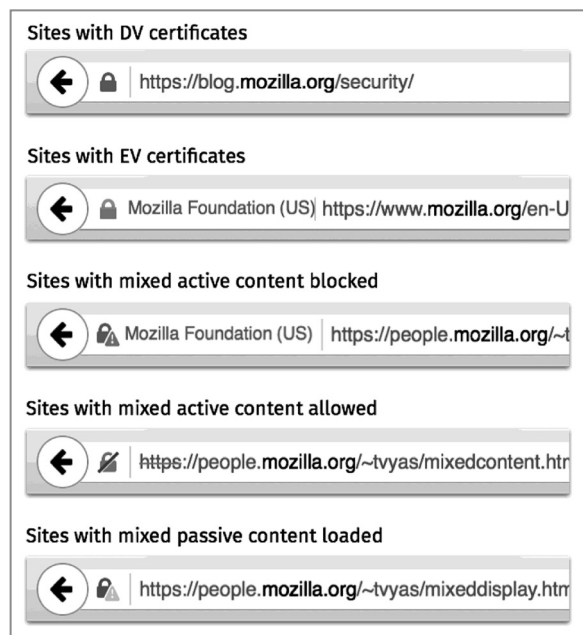 Sites with DV certificates
https://blog.mozilla.org/security/
Sites with EV certificates
Mozilla Foundation (US) https://www.mozilla.org/en-U
Sites with mixed active content blocked
Mozilla Foundation (US) https://people.mozilla.org/~t
Sites with mixed active content allowed
https://people.mozilla.org/~tvyas/mixedcontent.htm
Sites with mixed passive content loaded
https://people.mozilla.org/~tvyas/mixeddisplay.htm